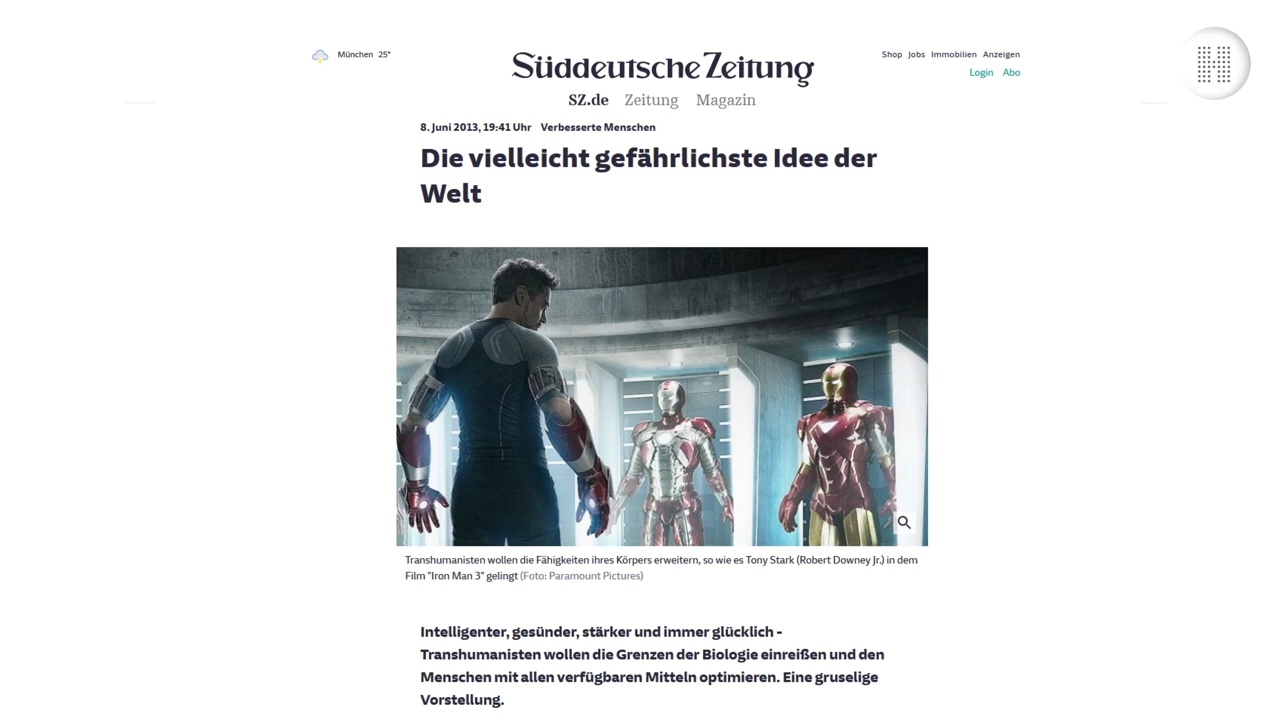 München 25°
Shop Jobs Immobilien Anzeigen
Login Abo
Süddeutsche Zeitung
SZ.de Zeitung Magazin
8. Juni 2013, 19:41 Uhr Verbesserte Menschen
Die vielleicht gefährlichste Idee der
Welt
Transhumanisten wollen die Fähigkeiten ihres Körpers erweitern, so wie es Tony Stark (Robert Downey Jr.) in dem
Film "Iron Man 3" gelingt (Foto: Paramount Pictures)
Intelligenter, gesünder, stärker und immer glücklich -
Transhumanisten wollen die Grenzen der Biologie einreißen und den
Menschen mit allen verfügbaren Mitteln optimieren. Eine gruselige
Vorstellung.